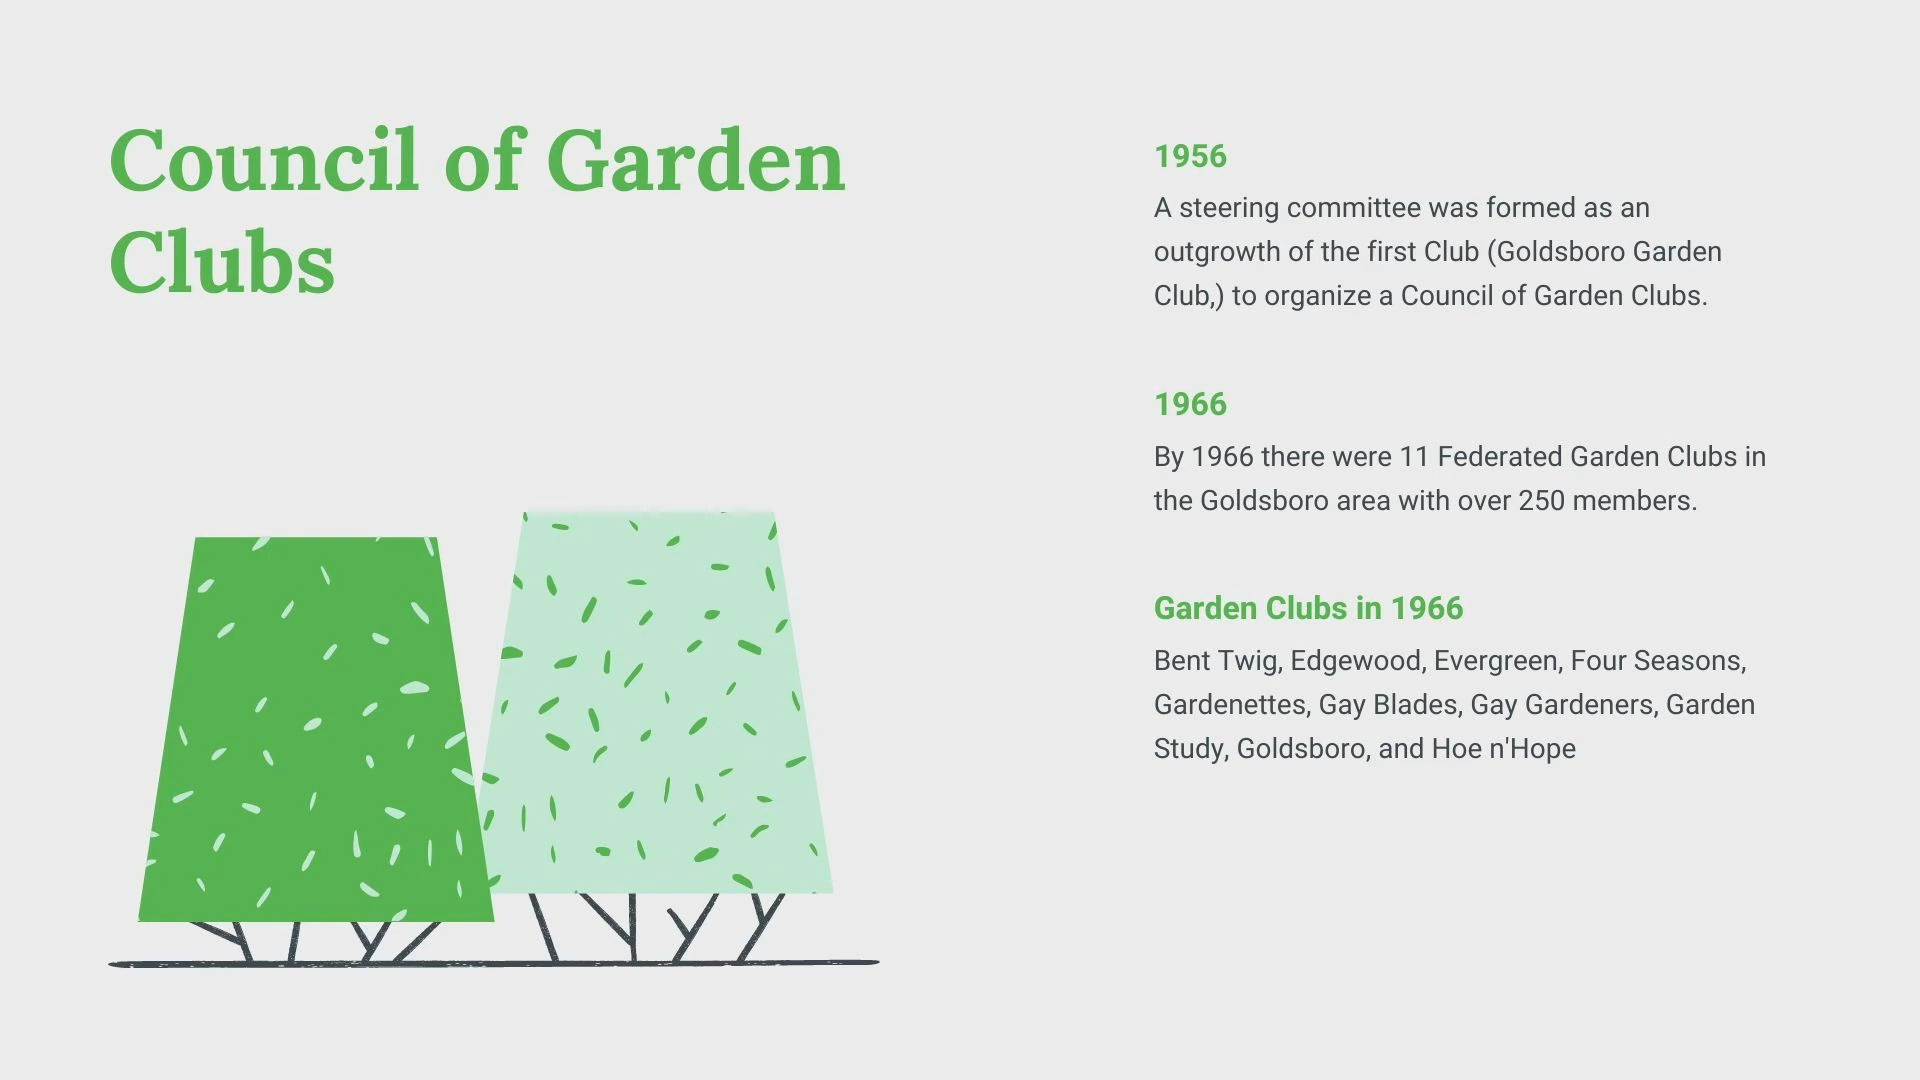 Council of Garden
Clubs
1956
A steering committee was formed as an
outgrowth of the first Club (Goldsboro Garden
Club,) to organize a Council of Garden Clubs.
1966
By 1966 there were 11 Federated Garden Clubs in
the Goldsboro area with over 250 members.
Garden Clubs in 1966
Bent Twig, Edgewood, Evergreen, Four Seasons,
Gardenettes, Gay Blades, Gay Gardeners, Garden
Study, Goldsboro, and Hoe n'Hope